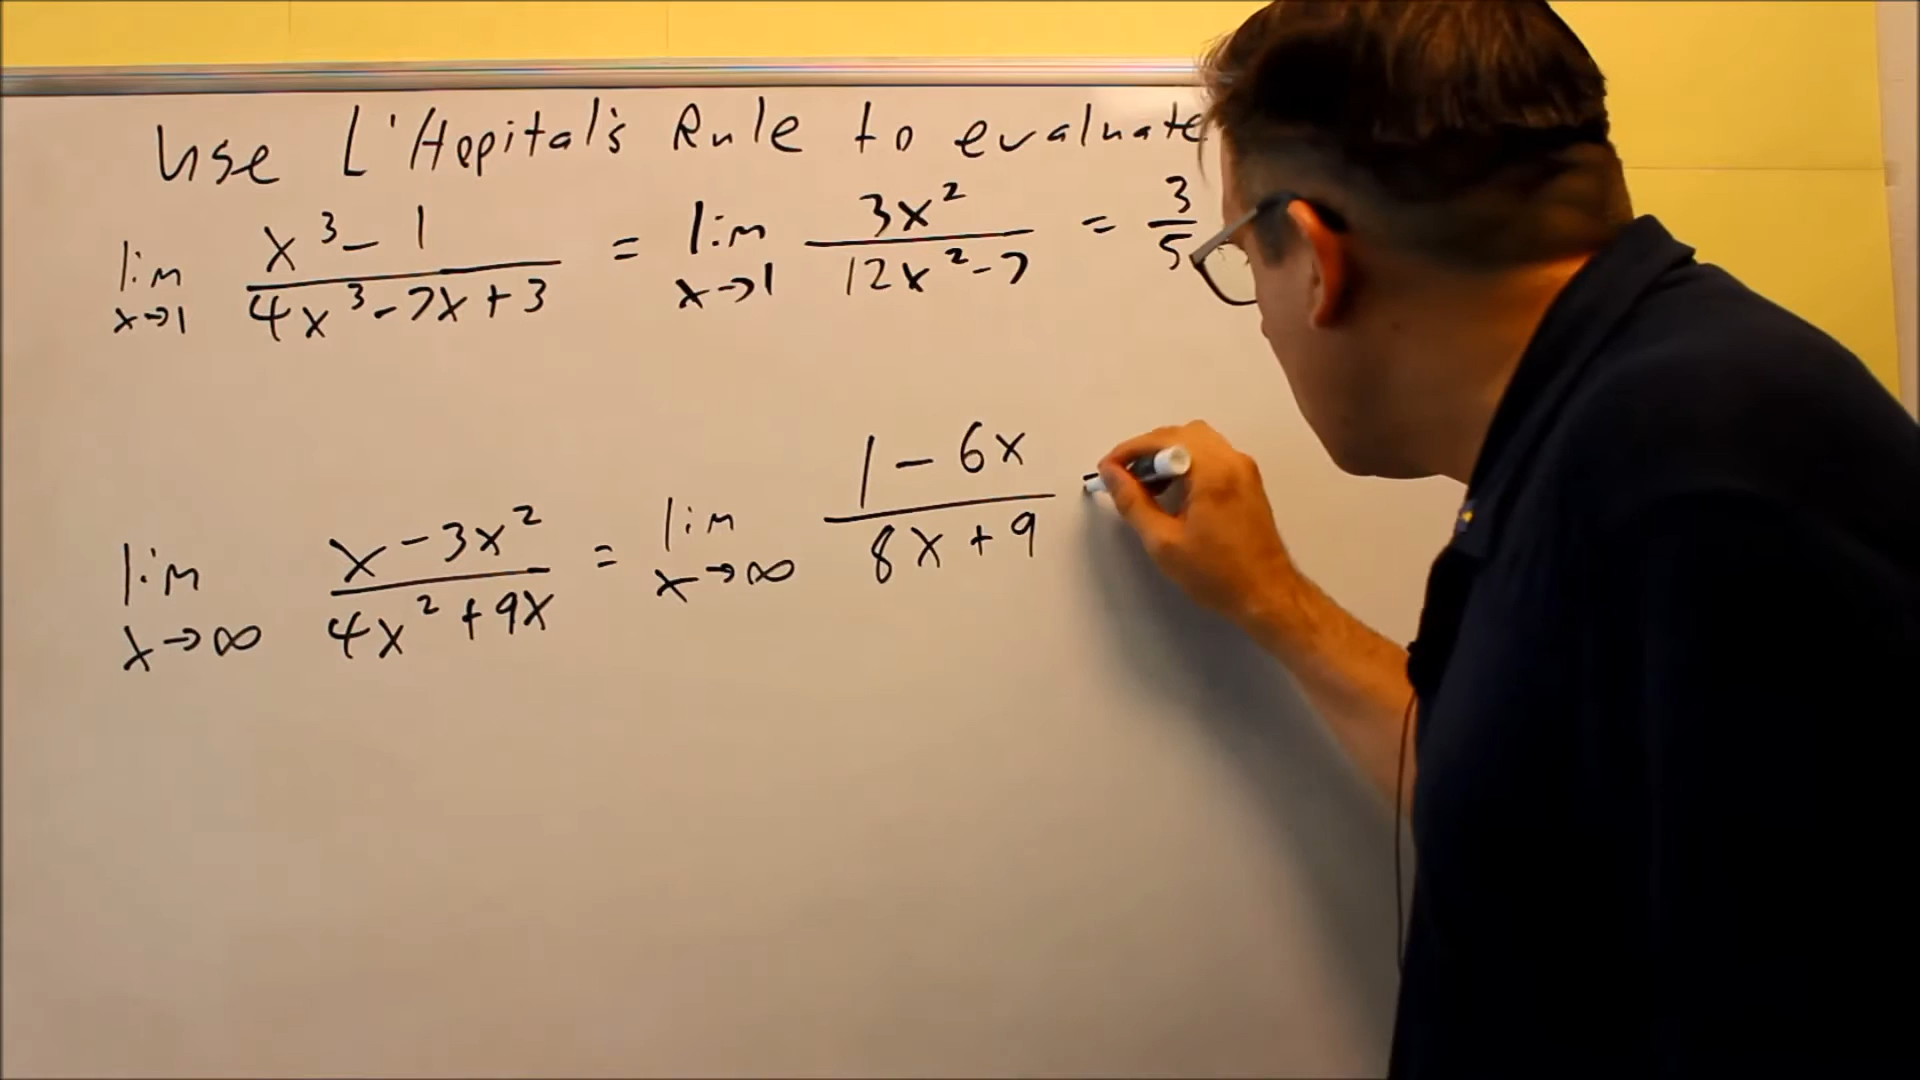 Use L'Hopital's Rule to evaluate
lim x→1 (x³ - 1)/(4x³ - 7x + 3) = lim x→1 3x²/(12x² - 7) = 3/5
lim x→∞ (x - 3x²)/(4x² + 9x) = lim x→∞ (1 - 6x)/(8x + 9)